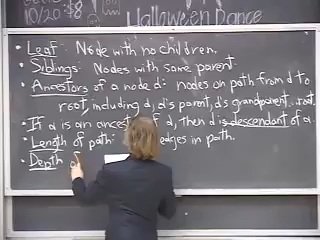 10/20 $8
Halloween Dance
• Leaf: Node with no children.
• Siblings: Nodes with same parent.
• Ancestors of a node d: nodes on path from d to
root, including d, d's parent, d's grandparent...root.
• If a is an ancest f d, then d is descendant of a.
• Length of path: edges in path.
• Depth